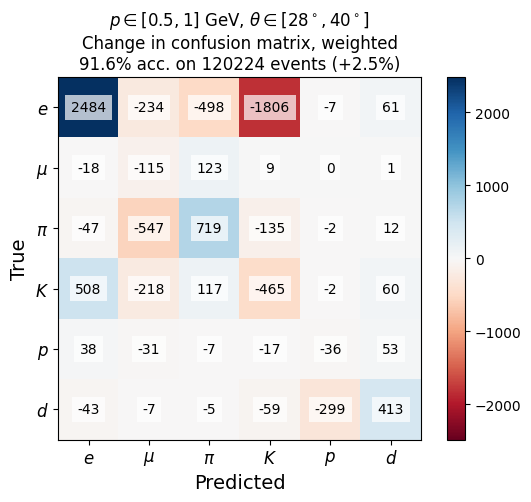 p ∈ [0.5, 1] GeV, θ ∈ [28°, 40°]
Change in confusion matrix, weighted
91.6% acc. on 120224 events (+2.5%)
e 2484 -234 -498 -1806 -7 61
μ -18 -115 123 9 0 1
π -47 -547 719 -135 -2 12
K 508 -218 117 -465 -2 60
p 38 -31 -7 -17 -36 53
d -43 -7 -5 -59 -299 413
e μ π K p d
True
Predicted
2000
1000
0
−1000
−2000